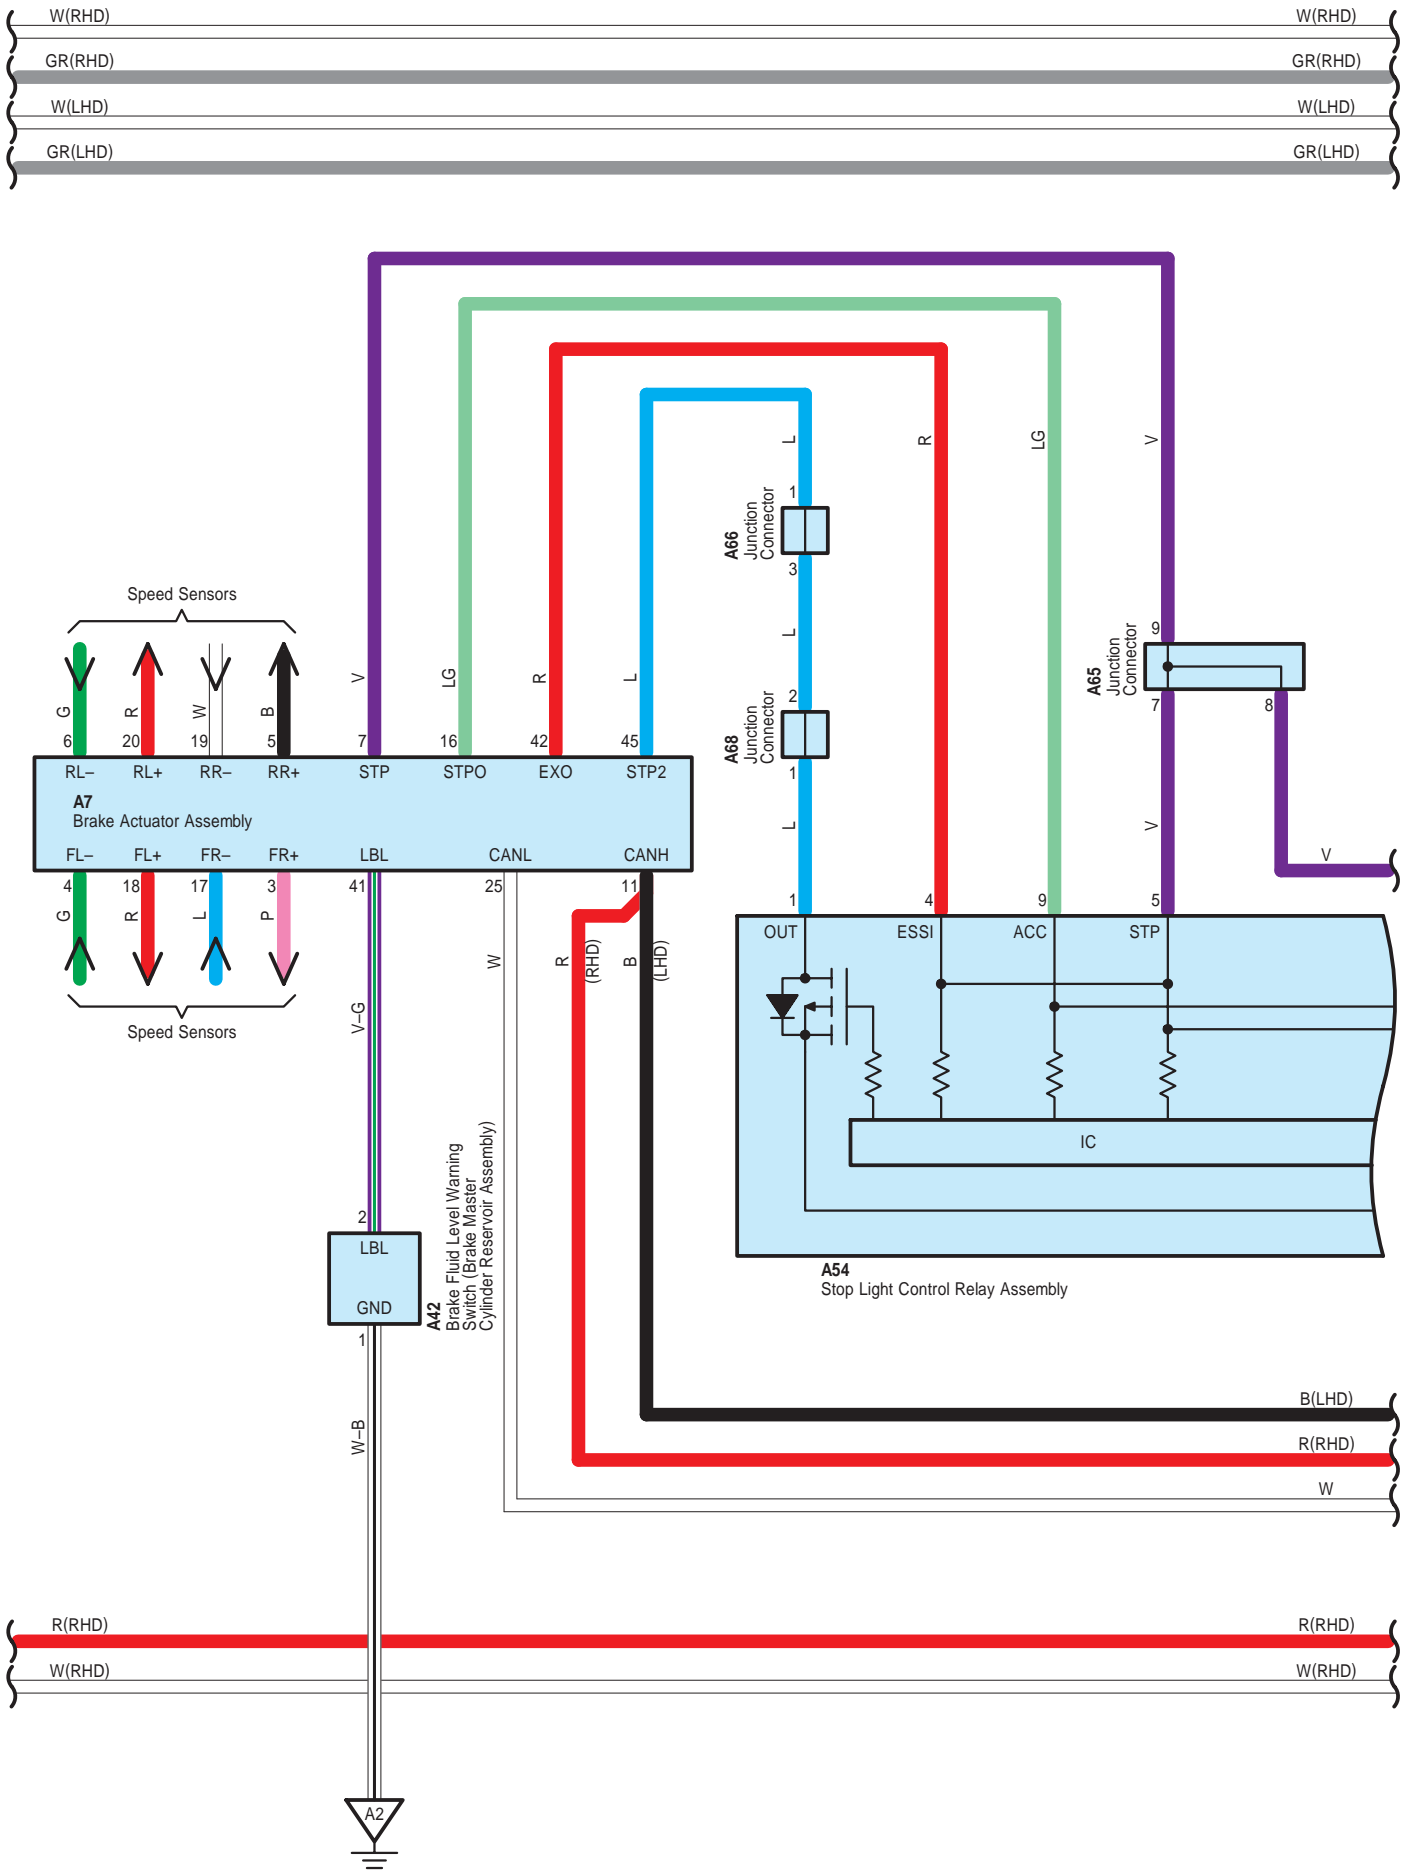 W(RHD) W(RHD)
GR(RHD) GR(RHD)
W(LHD) W(LHD)
GR(LHD) GR(LHD)
L R LG V
1
A66
Junction
Connector
3
Speed Sensors
L
9
A65
Junction
Connector
7 8
G R W B V LG R L
2
A68
Junction
Connector
1
6 20 19 5 7 16 42 45
RL– RL+ RR– RR+ STP STPO EXO STP2
A7
Brake Actuator Assembly
L V
FL– FL+ FR– FR+ LBL CANL CANH
V
4 18 17 3 41 25 11
1 4 9 5
G R L P
OUT ESSI ACC STP
W R (RHD) B (LHD)
Speed Sensors
V–G
IC
2
LBL
GND
1
A42
Brake Fluid Level Warning
Switch (Brake Master
Cylinder Reservoir Assembly)
A54
Stop Light Control Relay Assembly
B(LHD)
W–B
R(RHD)
W
R(RHD) R(RHD)
W(RHD) W(RHD)
A2